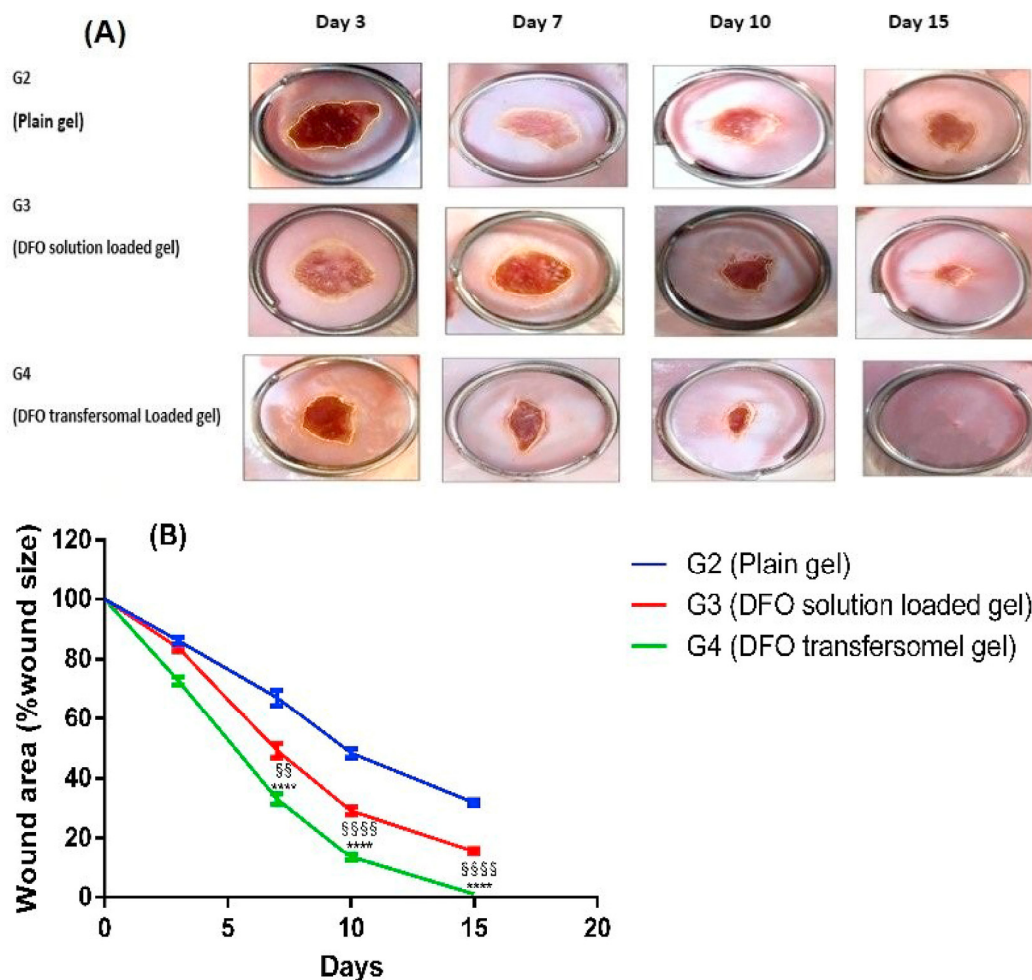 (A)
Day 3
Day 7
Day 10
Day 15
G2
(Plain gel)
G3
(DFO solution loaded gel)
G4
(DFO transfersomal Loaded gel)
(B)
Wound area (%wound size)
120
100
80
60
40
20
0
§§
****
§§§§
****
§§§§
****
0
5
10
15
20
Days
G2 (Plain gel)
G3 (DFO solution loaded gel)
G4 (DFO transfersomel gel)